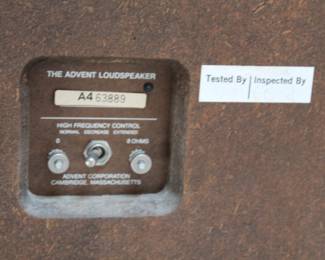 THE ADVENT LOUDSPEAKER
A4 63889
Tested By Inspected By
HIGH FREQUENCY CONTROL
NORMAL DECREASE EXTENDED
0 8 OHMS
ADVENT CORPORATION
CAMBRIDGE, MASSACHUSETTS